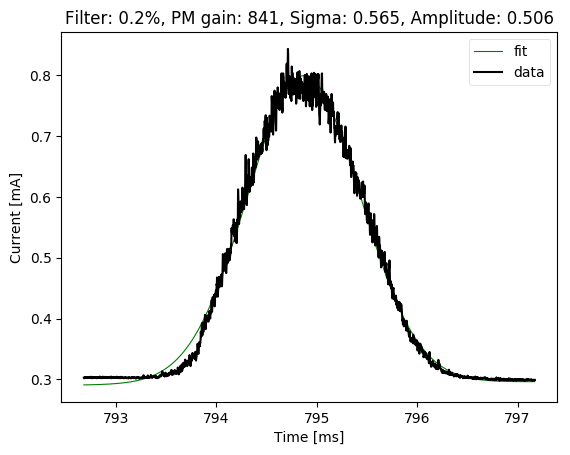 Filter: 0.2%, PM gain: 841, Sigma: 0.565, Amplitude: 0.506
fit
data
0.8
0.7
0.6
0.5
0.4
0.3
Current [mA]
793 794 795 796 797
Time [ms]